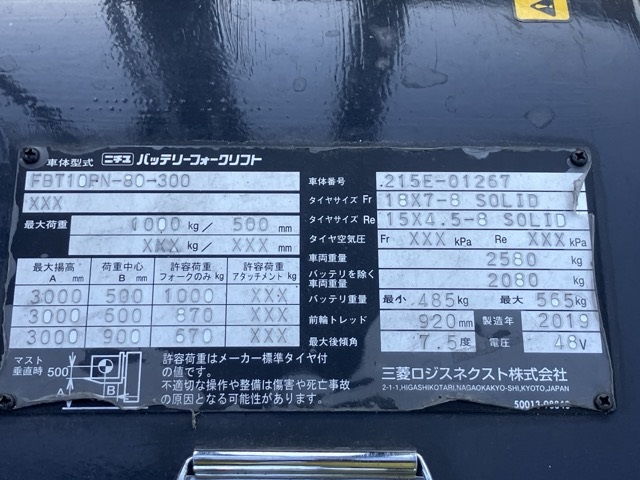 車体型式 ニチユ バッテリーフォークリフト
FBT10PN-80-300
XXX
最大荷重 1000 kg / 500 mm
XXX kg / XXX mm
最大揚高 A mm 荷重中心 B mm 許容荷重 フォークのみ kg 許容荷重 アタッチメント kg
3000 500 1000 XXX
3000 600 870 XXX
3000 900 670 XXX
マスト垂直時 500 A B
許容荷重はメーカー標準タイヤ付
の値です。
不適切な操作や整備は傷害や死亡事故
の原因となる可能性があります。
車体番号 215E-01267
タイヤサイズ Fr 18X7-8 SOLID
タイヤサイズ Re 15X4.5-8 SOLID
タイヤ空気圧 Fr XXX kPa Re XXX kPa
車両重量 2580 kg
バッテリを除く車両重量 2080 kg
バッテリ重量 最小 485 kg 最大 565 kg
前輪トレッド 920 mm 製造年 2019
最大後傾角 7.5 度 電圧 48 V
三菱ロジスネクスト株式会社
2-1-1,HIGASHIKOTARI,NAGAOKAKYO-SHI,KYOTO,JAPAN